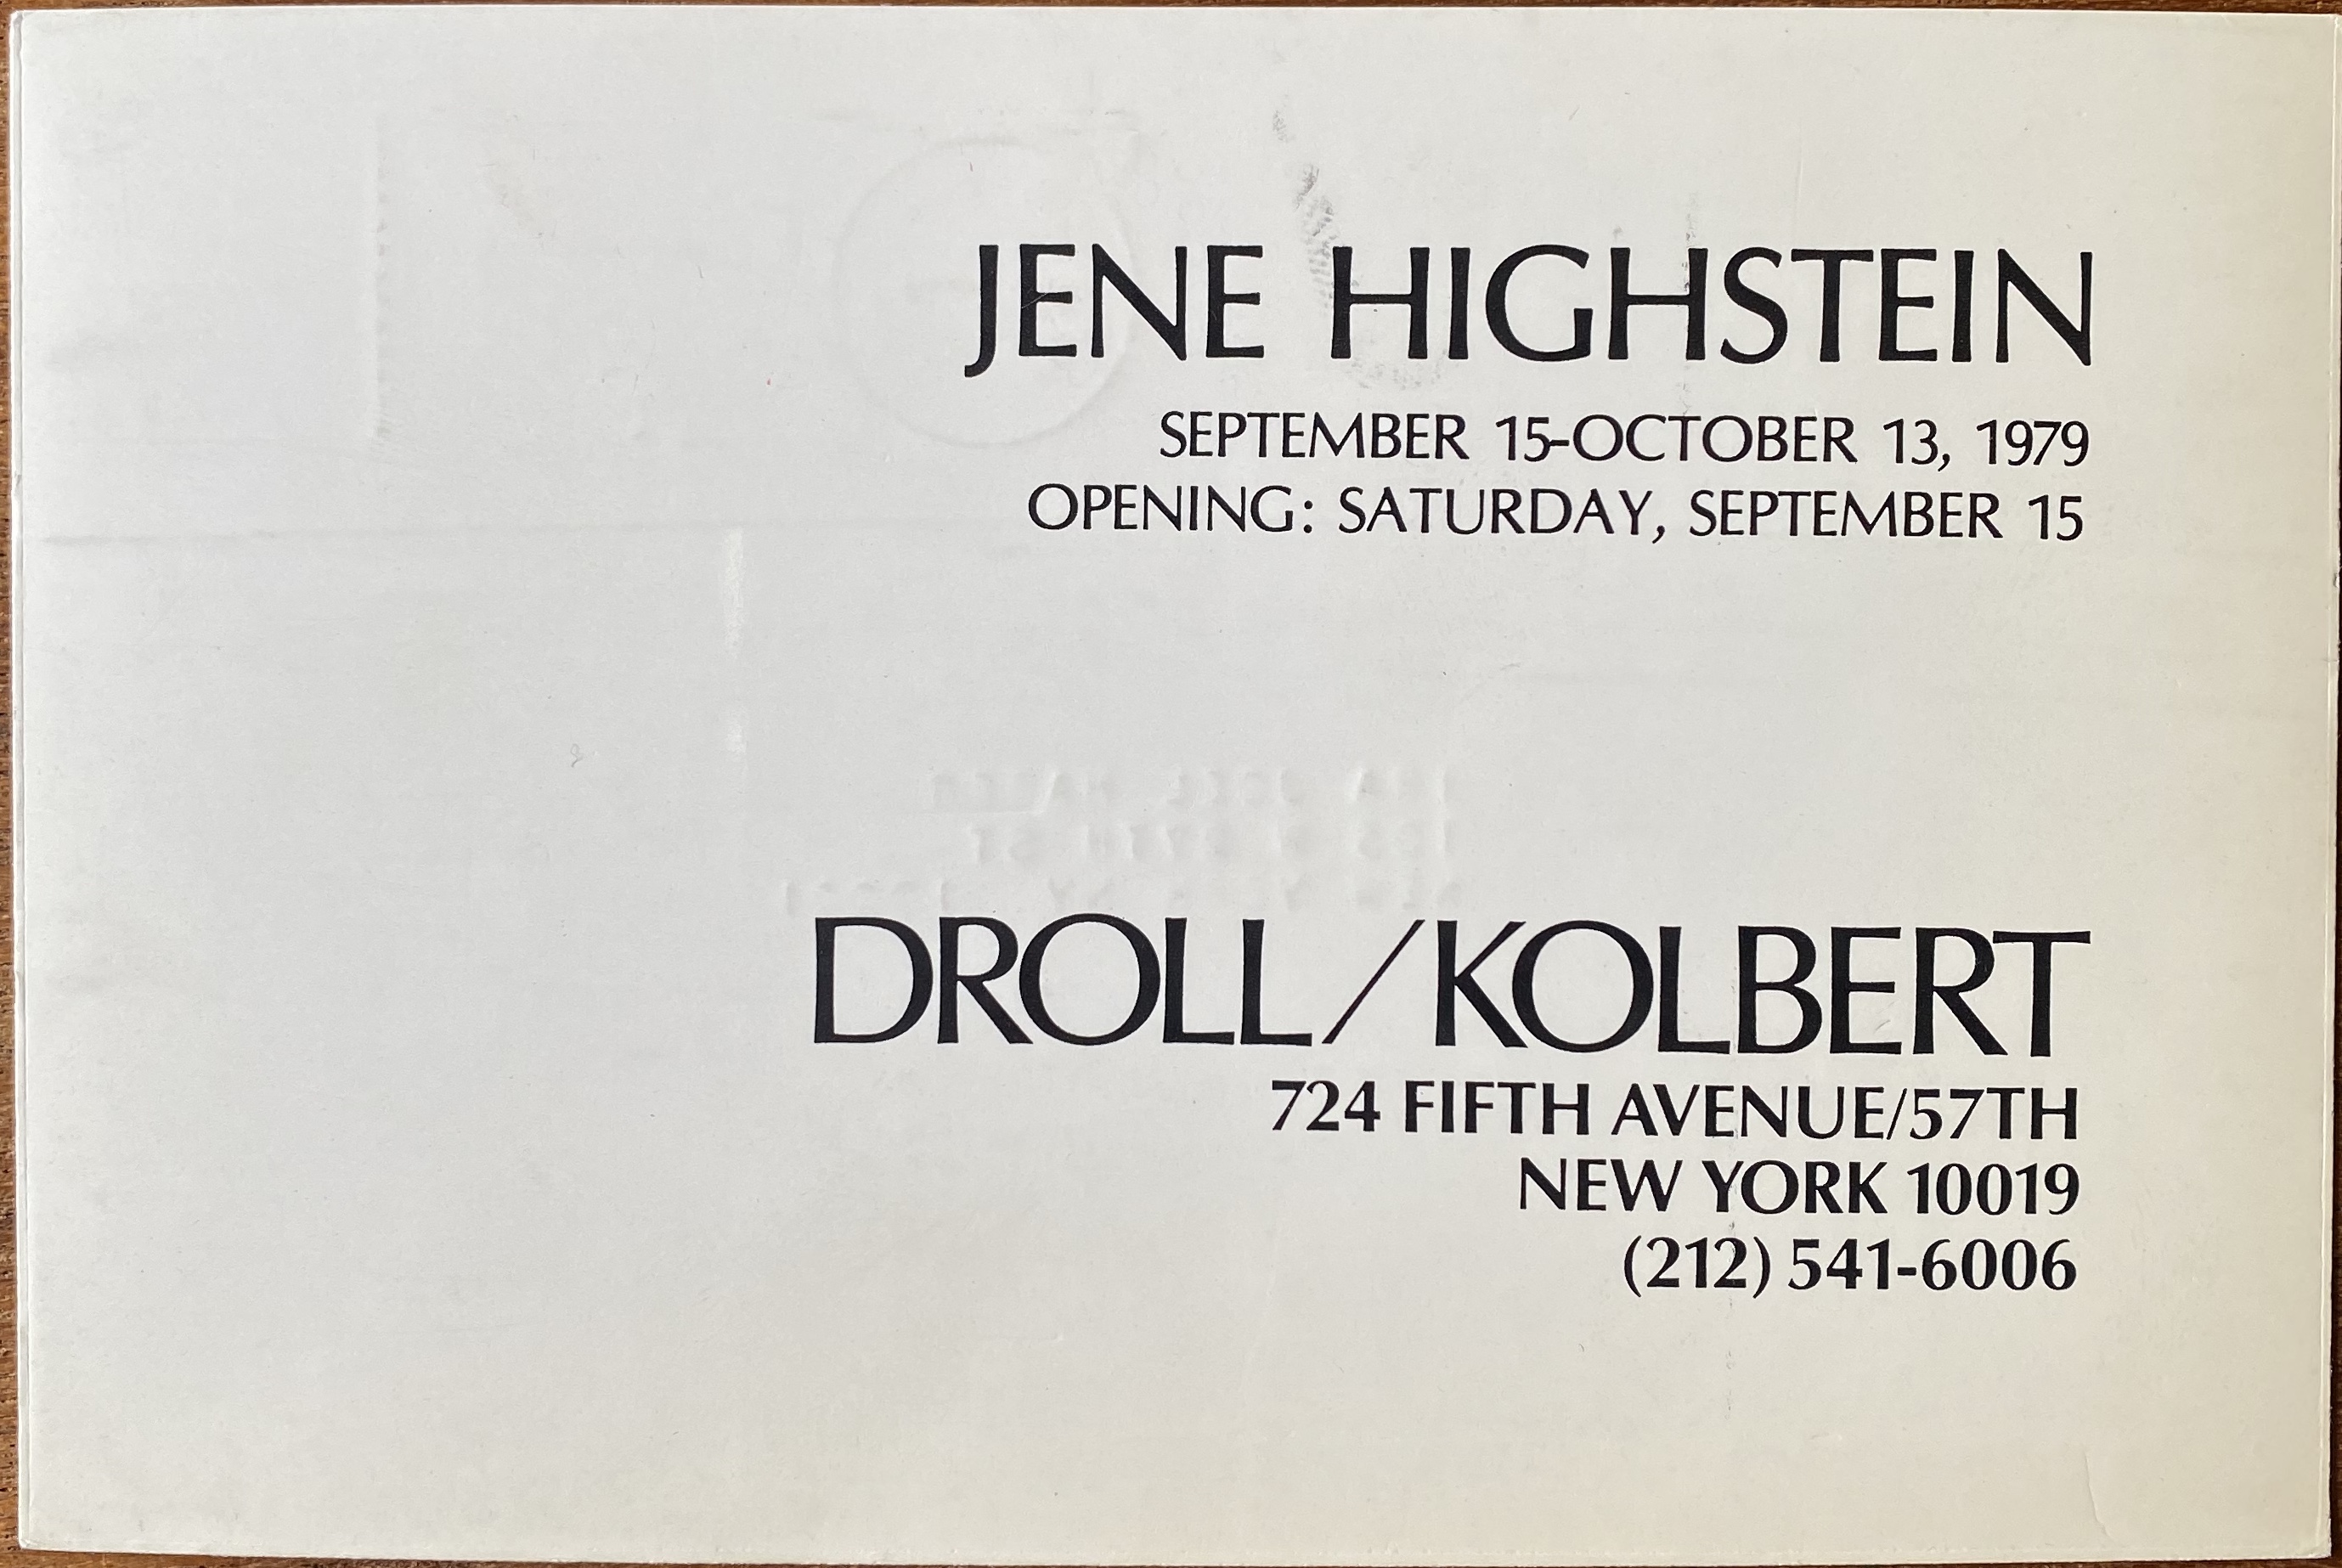 JENE HIGHSTEIN
SEPTEMBER 15-OCTOBER 13, 1979
OPENING: SATURDAY, SEPTEMBER 15
DROLL/KOLBERT
724 FIFTH AVENUE/57TH
NEW YORK 10019
(212) 541-6006